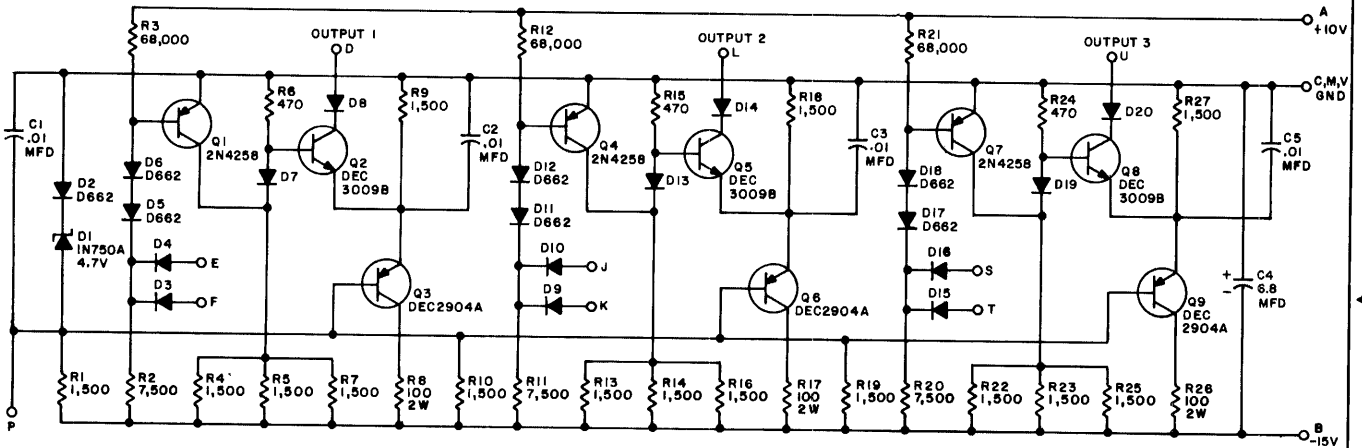 R3
68,000
R12
68,000
R21
68,000
A
+10V
OUTPUT 1
D
OUTPUT 2
L
OUTPUT 3
U
C,M,V
GND
C1
.01
MFD
D2
D662
D1
1N750A
4.7V
D6
D662
D5
D662
D4
E
D3
F
Q1
2N4258
R6
470
D7
D8
Q2
DEC
3009B
R9
1,500
C2
.01
MFD
Q3
DEC2904A
D12
D662
D11
D662
D10
J
D9
K
Q4
2N4258
R15
470
D13
D14
Q5
DEC
3009B
R18
1,500
C3
.01
MFD
Q6
DEC2904A
D18
D662
D17
D662
D16
S
D15
T
Q7
2N4258
R24
470
D19
D20
Q8
DEC
3009B
R27
1,500
C5
.01
MFD
Q9
DEC
2904A
+
-
C4
6.8
MFD
P
R1
1,500
R2
7,500
R4
1,500
R5
1,500
R7
1,500
R8
100
2W
R10
1,500
R11
7,500
R13
1,500
R14
1,500
R16
1,500
R17
100
2W
R19
1,500
R20
7,500
R22
1,500
R23
1,500
R25
1,500
R26
100
2W
B
-15V